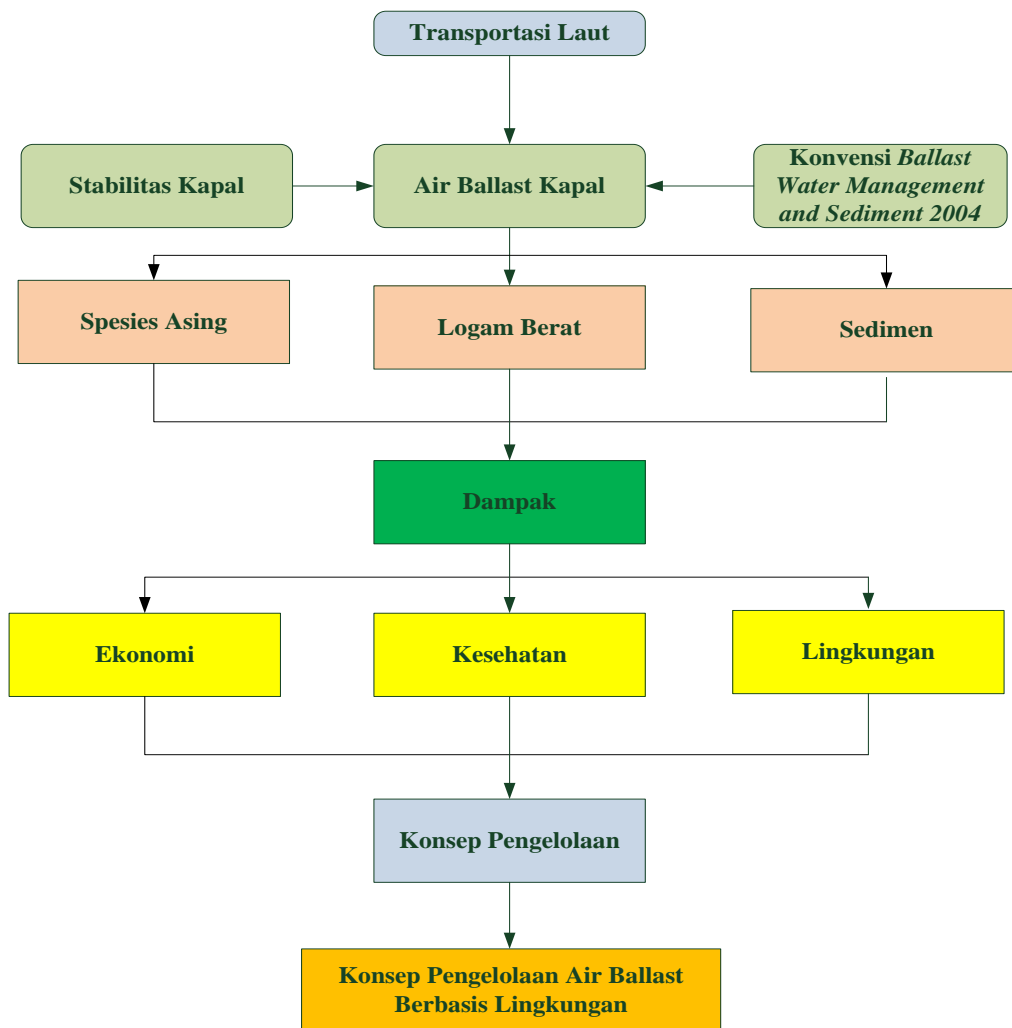 Transportasi Laut
Stabilitas Kapal
Air Ballast Kapal
Konvensi Ballast
Water Management
and Sediment 2004
Spesies Asing
Logam Berat
Sedimen
Dampak
Ekonomi
Kesehatan
Lingkungan
Konsep Pengelolaan
Konsep Pengelolaan Air Ballast
Berbasis Lingkungan